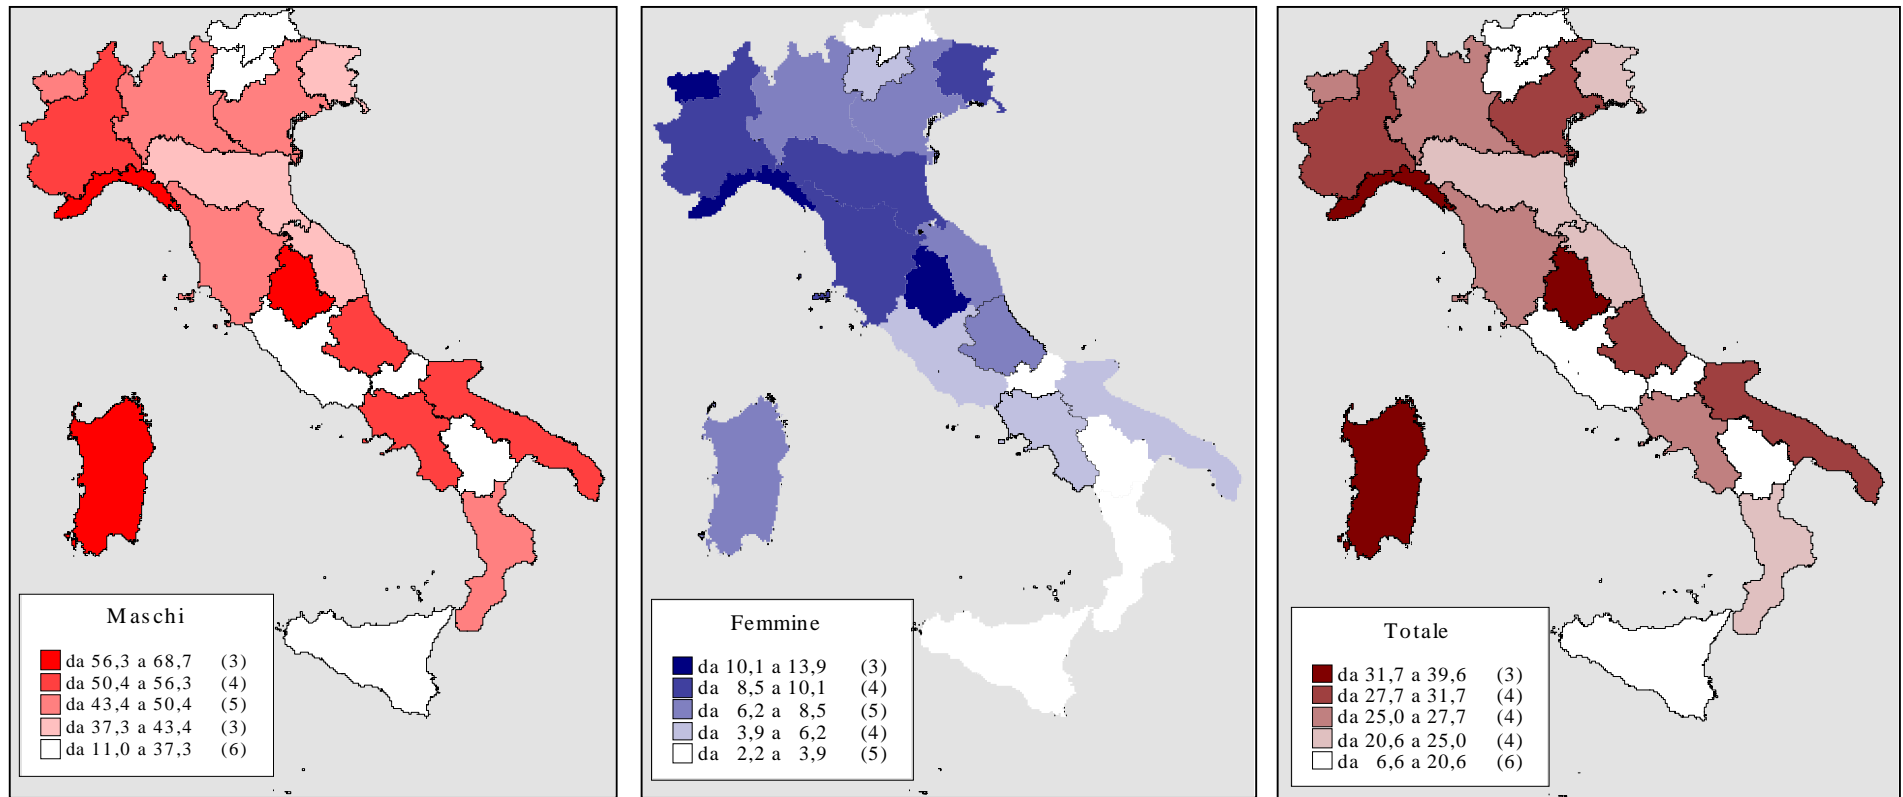 Maschi
da 56,3 a 68,7 (3)
da 50,4 a 56,3 (4)
da 43,4 a 50,4 (5)
da 37,3 a 43,4 (3)
da 11,0 a 37,3 (6)
Femmine
da 10,1 a 13,9 (3)
da 8,5 a 10,1 (4)
da 6,2 a 8,5 (5)
da 3,9 a 6,2 (4)
da 2,2 a 3,9 (5)
Totale
da 31,7 a 39,6 (3)
da 27,7 a 31,7 (4)
da 25,0 a 27,7 (4)
da 20,6 a 25,0 (4)
da 6,6 a 20,6 (6)